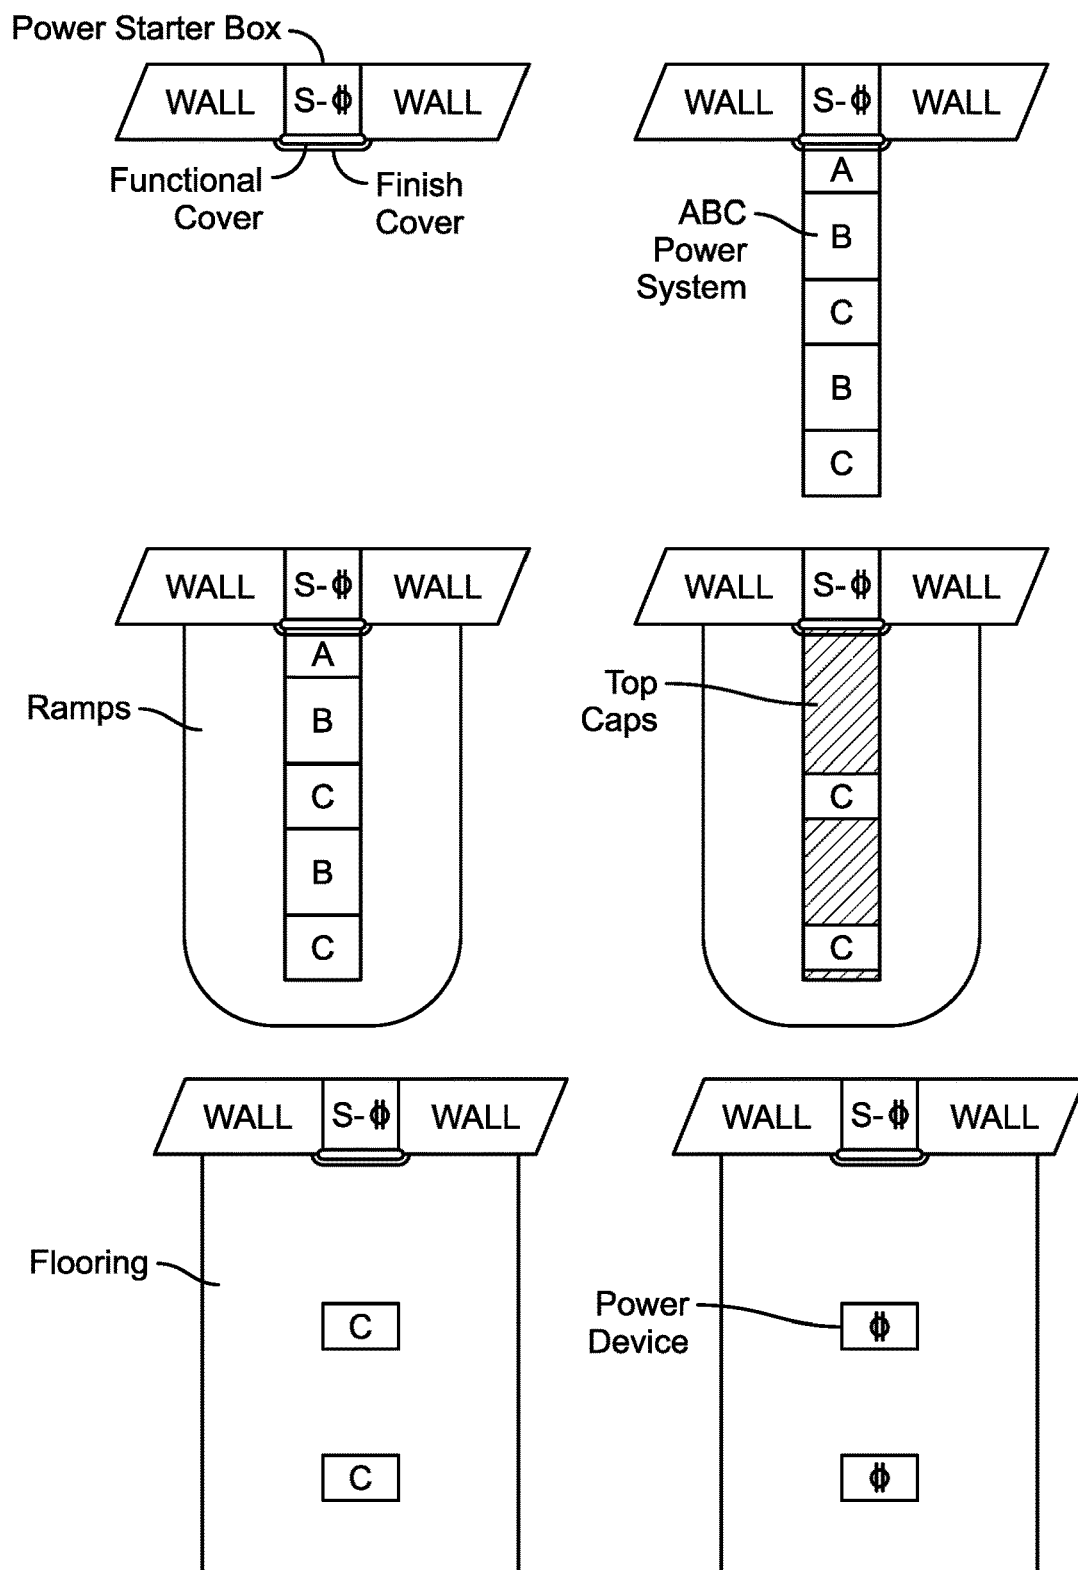 Power Starter Box
WALL S-⏀ WALL
Functional
Cover
Finish
Cover
WALL S-⏀ WALL
A
ABC
Power
System
B
C
B
C
WALL S-⏀ WALL
Ramps
A
B
C
B
C
WALL S-⏀ WALL
Top
Caps
C
C
WALL S-⏀ WALL
Flooring
C
C
WALL S-⏀ WALL
Power
Device
⏀
⏀